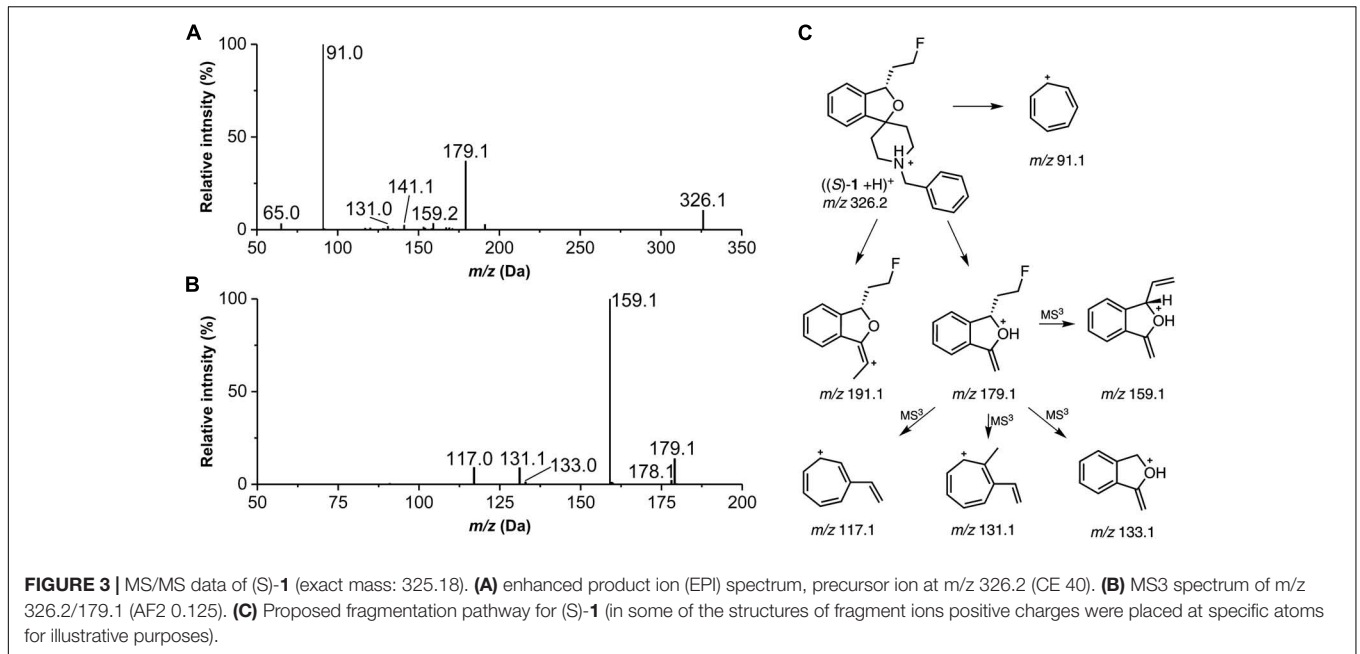 A
100
50
0
Relative intnsity (%)
91.0
179.1
141.1
131.0
159.2
65.0
326.1
50 100 150 200 250 300 350
m/z (Da)
B
100
50
0
Relative intnsity (%)
159.1
117.0
131.1
133.0
178.1
179.1
50 75 100 125 150 175 200
m/z (Da)
C
F
O
H
N
+
((S)-1 +H)+
m/z 326.2
+
m/z 91.1
F
O
+
m/z 191.1
F
+
OH
m/z 179.1
MS3
H
+
OH
m/z 159.1
MS3
MS3
MS3
+
m/z 117.1
+
m/z 131.1
+
OH
m/z 133.1
FIGURE 3 | MS/MS data of (S)-1 (exact mass: 325.18). (A) enhanced product ion (EPI) spectrum, precursor ion at m/z 326.2 (CE 40). (B) MS3 spectrum of m/z
326.2/179.1 (AF2 0.125). (C) Proposed fragmentation pathway for (S)-1 (in some of the structures of fragment ions positive charges were placed at specific atoms
for illustrative purposes).